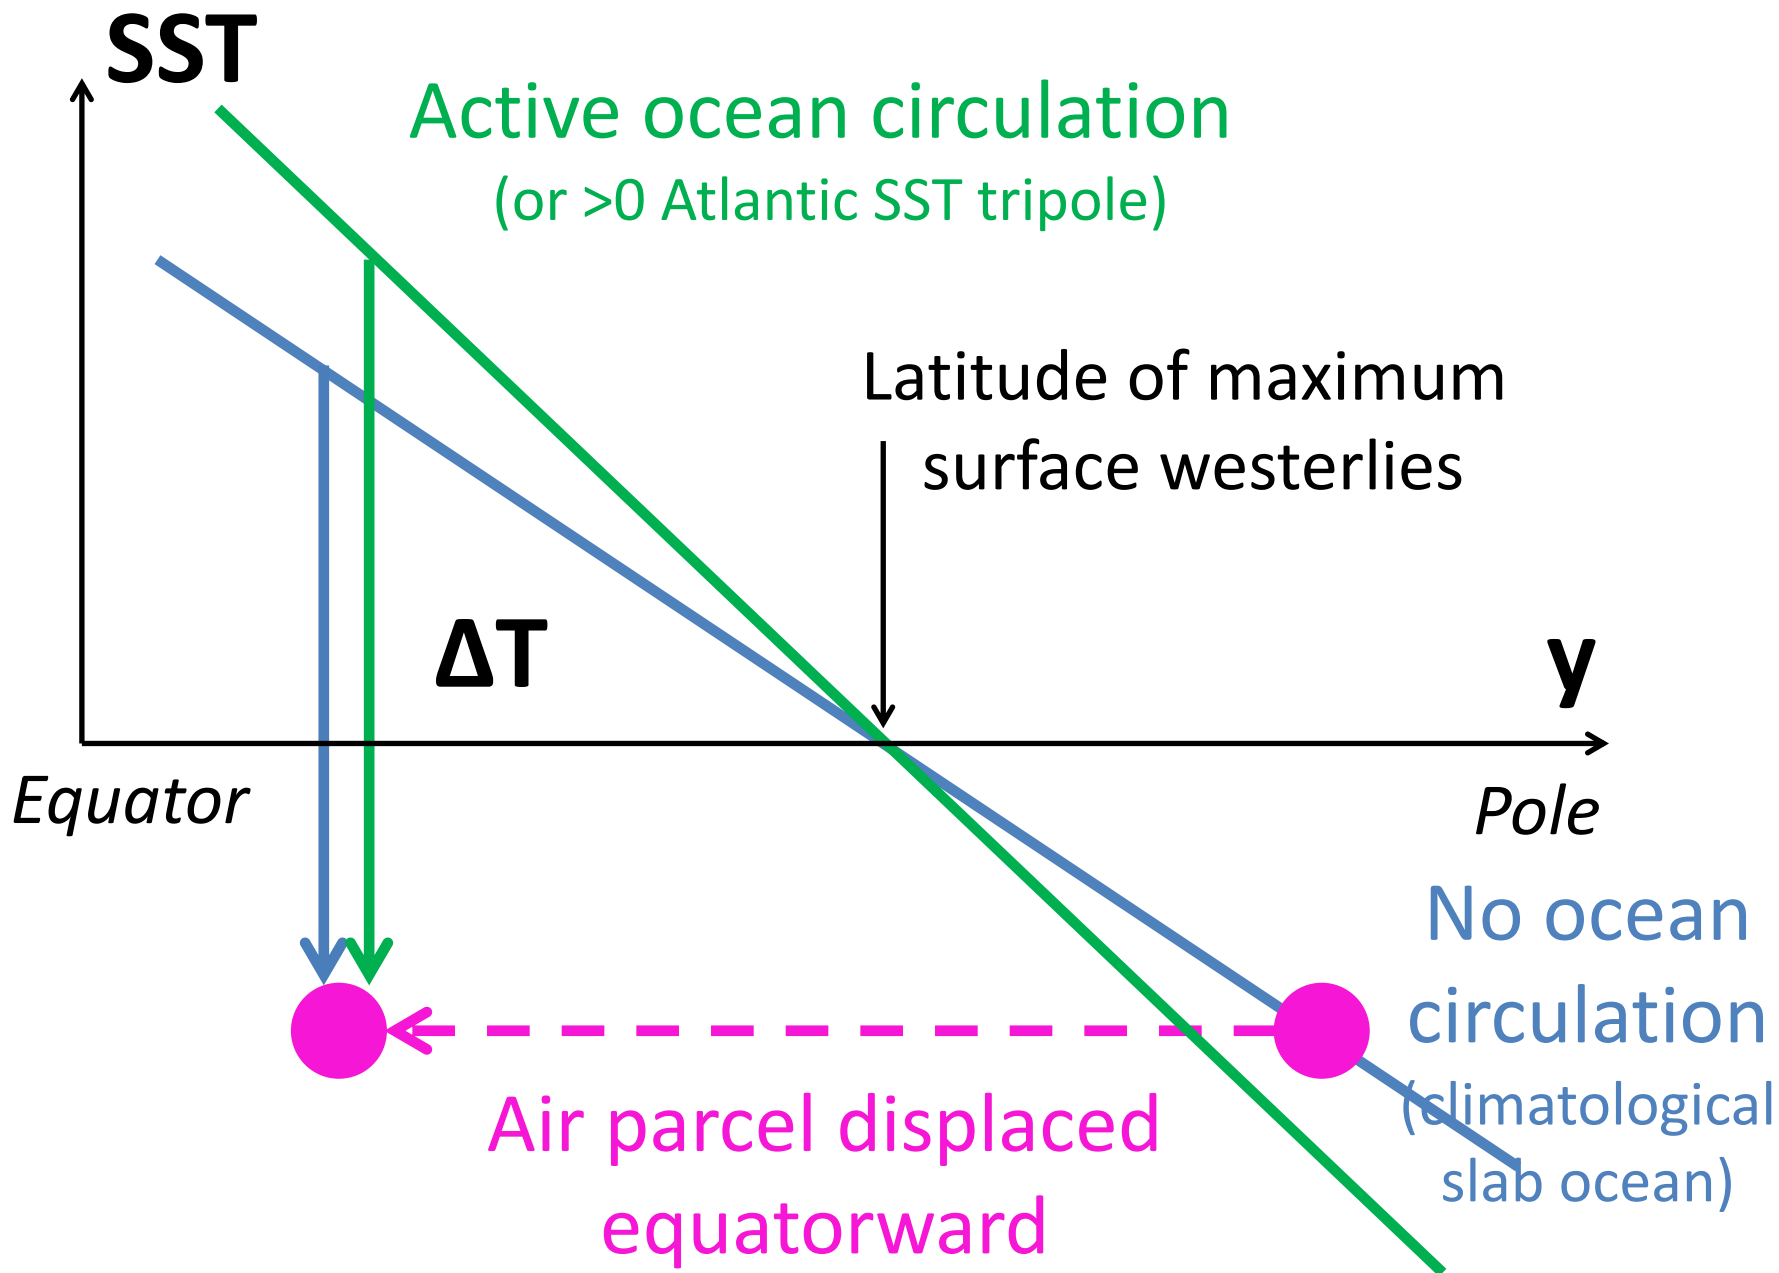 SST
Active ocean circulation
(or >0 Atlantic SST tripole)
Latitude of maximum
surface westerlies
ΔT
y
Equator
Pole
No ocean
circulation
(climatological
slab ocean)
Air parcel displaced
equatorward